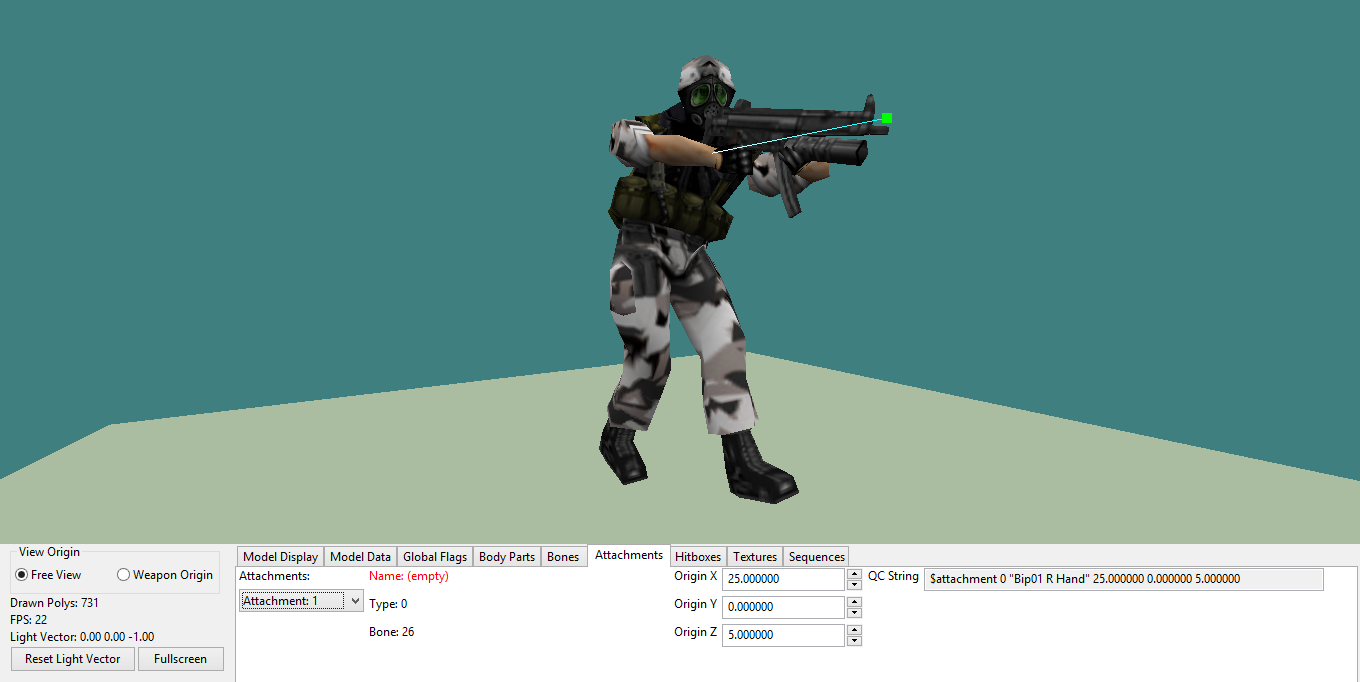 View Origin
Free View
Weapon Origin
Drawn Polys: 731
FPS: 22
Light Vector: 0.00 0.00 -1.00
Reset Light Vector
Fullscreen
Model Display
Model Data
Global Flags
Body Parts
Bones
Attachments
Hitboxes
Textures
Sequences
Attachments:
Attachment: 1
Name: (empty)
Type: 0
Bone: 26
Origin X
25.000000
Origin Y
0.000000
Origin Z
5.000000
QC String
$attachment 0 "Bip01 R Hand" 25.000000 0.000000 5.000000